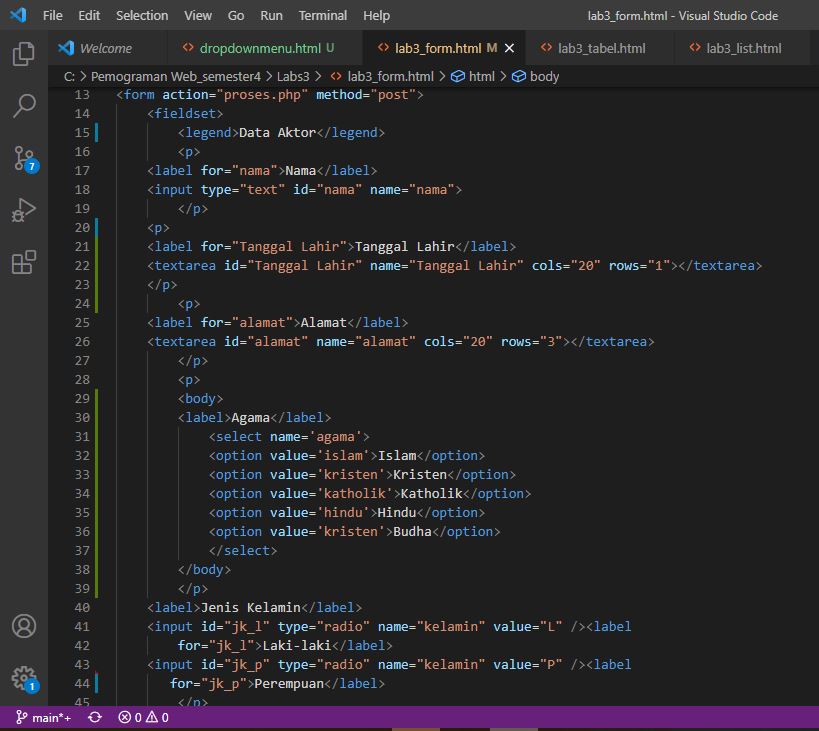 File Edit Selection View Go Run Terminal Help lab3_form.html - Visual Studio Code
Welcome dropdownmenu.html U lab3_form.html M lab3_tabel.html lab3_list.html
C: > Pemograman Web_semester4 > Labs3 > lab3_form.html > html > body
13 <form action="proses.php" method="post">
14 <fieldset>
15 <legend>Data Aktor</legend>
16 <p>
17 <label for="nama">Nama</label>
18 <input type="text" id="nama" name="nama">
19 </p>
20 <p>
21 <label for="Tanggal Lahir">Tanggal Lahir</label>
22 <textarea id="Tanggal Lahir" name="Tanggal Lahir" cols="20" rows="1"></textarea>
23 </p>
24 <p>
25 <label for="alamat">Alamat</label>
26 <textarea id="alamat" name="alamat" cols="20" rows="3"></textarea>
27 </p>
28 <p>
29 <body>
30 <label>Agama</label>
31 <select name='agama'>
32 <option value='islam'>Islam</option>
33 <option value='kristen'>Kristen</option>
34 <option value='katholik'>Katholik</option>
35 <option value='hindu'>Hindu</option>
36 <option value='kristen'>Budha</option>
37 </select>
38 </body>
39 </p>
40 <label>Jenis Kelamin</label>
41 <input id="jk_l" type="radio" name="kelamin" value="L" /><label
42 for="jk_l">Laki-laki</label>
43 <input id="jk_p" type="radio" name="kelamin" value="P" /><label
44 for="jk_p">Perempuan</label>
45 </p>
7
1
main*+ 0 0